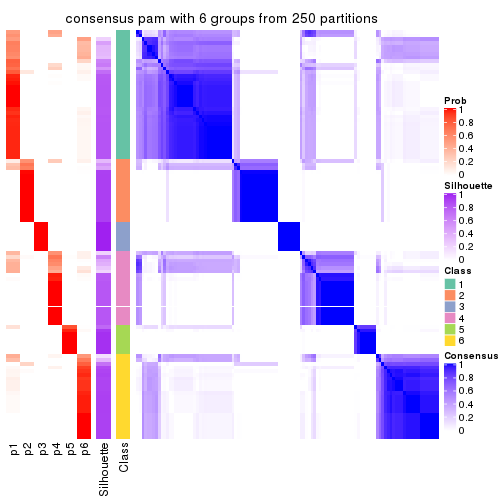 consensus pam with 6 groups from 250 partitions
Prob
1
0.8
0.6
0.4
0.2
0
Silhouette
1
0.8
0.6
0.4
0.2
0
Class
1
2
3
4
5
6
Consensus
1
0.8
0.6
0.4
0.2
0
p1
p2
p3
p4
p5
p6
Silhouette
Class